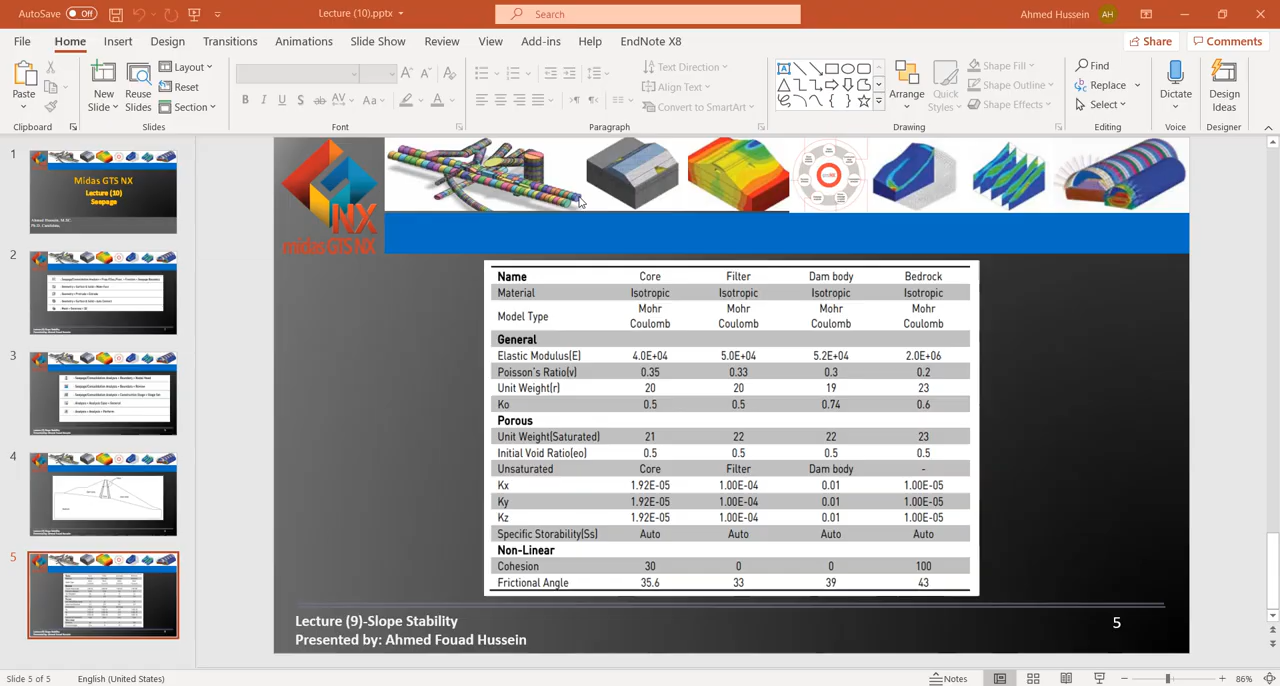 AutoSave Off Lecture (10).pptx Search Ahmed Hussein AH
File Home Insert Design Transitions Animations Slide Show Review View Add-ins Help EndNote X8 Share Comments
Paste New Slide Reuse Slides Layout Reset Section
Text Direction Align Text Convert to SmartArt
Arrange Quick Styles Shape Fill Shape Outline Shape Effects
Find Replace Select Dictate Design Ideas
Clipboard Slides Font Paragraph Drawing Editing Voice Designer
1
Midas GTS NX
Lecture (10)
Seepage
2
3
4
5
NX
midas GTS NX
Name Core Filter Dam body Bedrock
Material Isotropic Isotropic Isotropic Isotropic
Model Type Mohr Coulomb Mohr Coulomb Mohr Coulomb Mohr Coulomb
General
Elastic Modulus(E) 4.0E+04 5.0E+04 5.2E+04 2.0E+06
Poisson's Ratio(v) 0.35 0.33 0.3 0.2
Unit Weight(r) 20 20 19 23
Ko 0.5 0.5 0.74 0.6
Porous
Unit Weight(Saturated) 21 22 22 23
Initial Void Ratio(eo) 0.5 0.5 0.5 0.5
Unsaturated Core Filter Dam body -
Kx 1.92E-05 1.00E-04 0.01 1.00E-05
Ky 1.92E-05 1.00E-04 0.01 1.00E-05
Kz 1.92E-05 1.00E-04 0.01 1.00E-05
Specific Storability(Ss) Auto Auto Auto Auto
Non-Linear
Cohesion 30 0 0 100
Frictional Angle 35.6 33 39 43
Lecture (9)-Slope Stability
Presented by: Ahmed Fouad Hussein
5
Slide 5 of 5 English (United States) Notes 86%